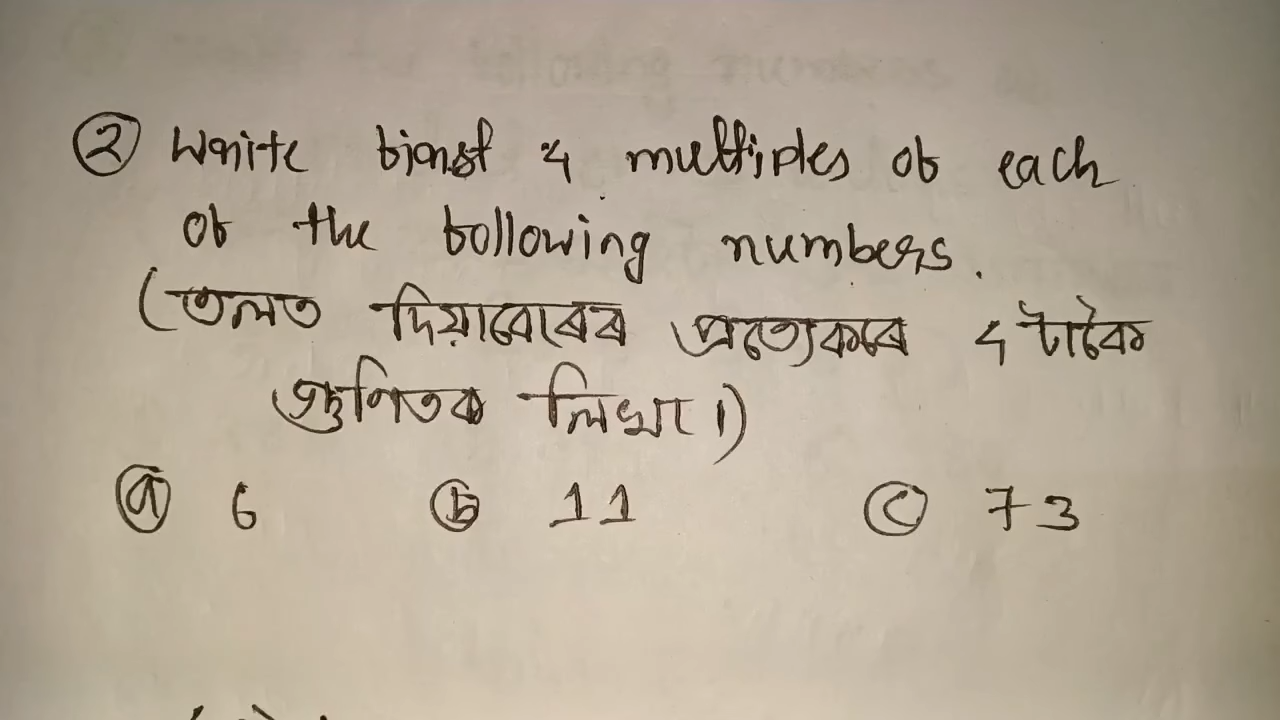 ② Write first 4 multiples of each
of the following numbers.
(তলত দিয়াবোৰৰ প্ৰত্যেকৰে 4 টাকৈ
গুণিতক লিখা।)
ⓐ 6 ⓑ 11 ⓒ 73